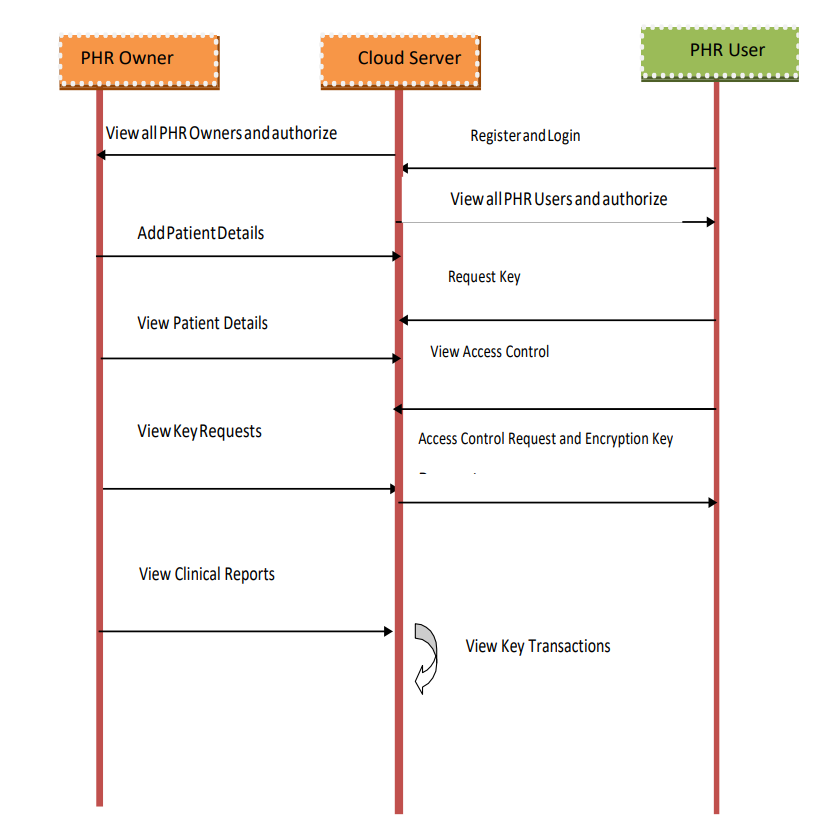 PHR Owner
Cloud Server
PHR User
View all PHR Owners and authorize
Register and Login
View all PHR Users and authorize
Add Patient Details
Request Key
View Patient Details
View Access Control
View Key Requests
Access Control Request and Encryption Key
View Clinical Reports
View Key Transactions